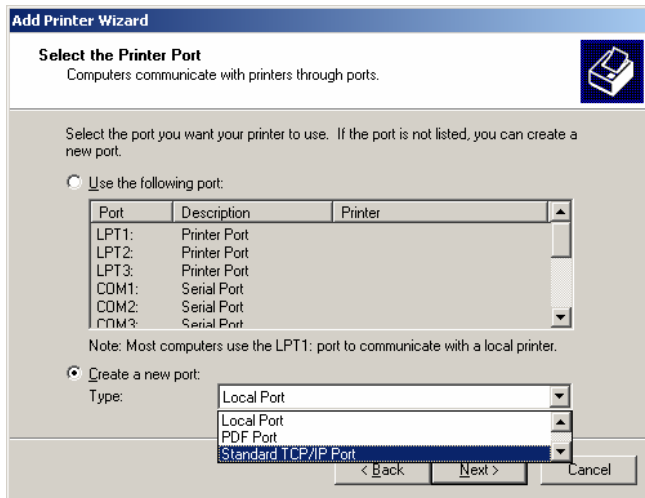 Add Printer Wizard
Select the Printer Port
Computers communicate with printers through ports.
Select the port you want your printer to use. If the port is not listed, you can create a
new port.
Use the following port:
Port Description Printer
LPT1: Printer Port
LPT2: Printer Port
LPT3: Printer Port
COM1: Serial Port
COM2: Serial Port
COM3: Serial Port
Note: Most computers use the LPT1: port to communicate with a local printer.
Create a new port:
Type: Local Port
Local Port
PDF Port
Standard TCP/IP Port
< Back Next > Cancel